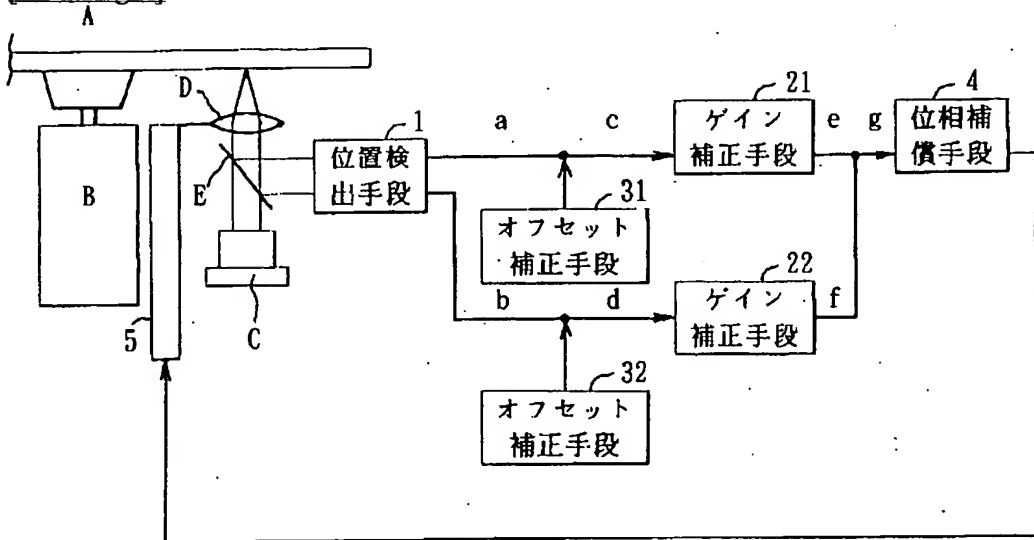 A
D
1
a
c
21
ゲイン
補正手段
e
g
4
位相補
償手段
E
位置検
出手段
B
31
オフセット
補正手段
5
C
b
d
22
ゲイン
補正手段
f
32
オフセット
補正手段